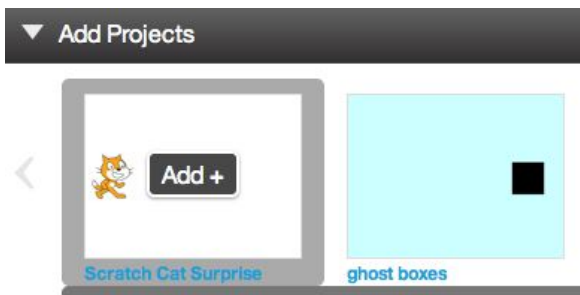 Add Projects
Add +
Scratch Cat Surprise
ghost boxes